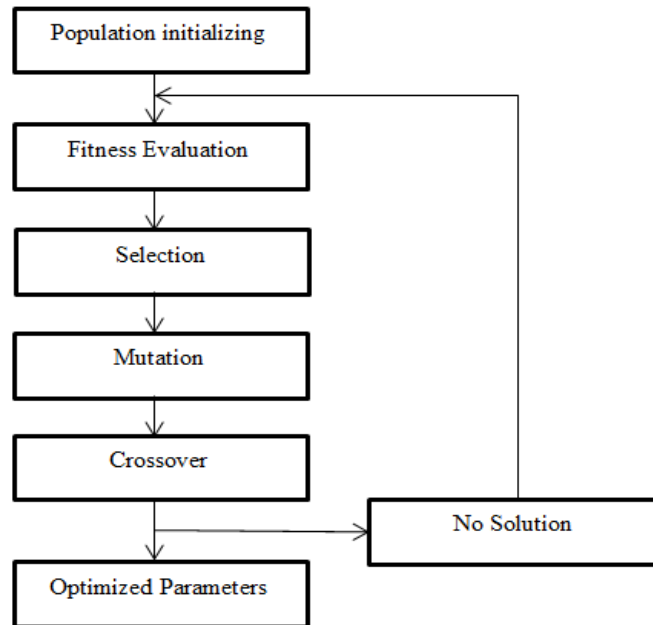 Population initializing
Fitness Evaluation
Selection
Mutation
Crossover
No Solution
Optimized Parameters